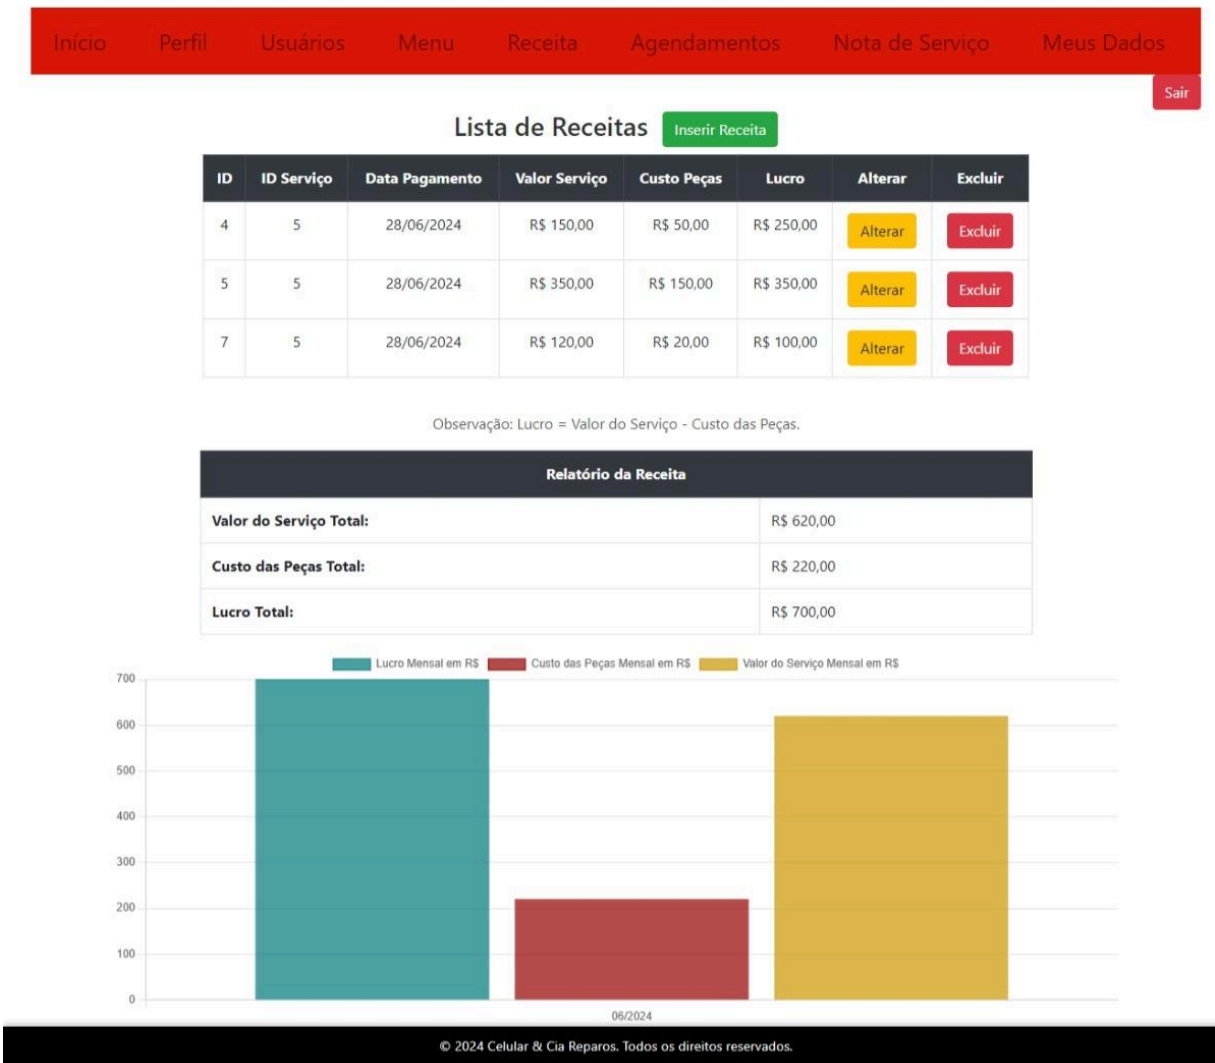 Início Perfil Usuários Menu Receita Agendamentos Nota de Serviço Meus Dados
Sair
Lista de Receitas Inserir Receita
ID ID Serviço Data Pagamento Valor Serviço Custo Peças Lucro Alterar Excluir
4 5 28/06/2024 R$ 150,00 R$ 50,00 R$ 250,00 Alterar Excluir
5 5 28/06/2024 R$ 350,00 R$ 150,00 R$ 350,00 Alterar Excluir
7 5 28/06/2024 R$ 120,00 R$ 20,00 R$ 100,00 Alterar Excluir
Observação: Lucro = Valor do Serviço - Custo das Peças.
Relatório da Receita
Valor do Serviço Total: R$ 620,00
Custo das Peças Total: R$ 220,00
Lucro Total: R$ 700,00
Lucro Mensal em R$ Custo das Peças Mensal em R$ Valor do Serviço Mensal em R$
700
600
500
400
300
200
100
0
06/2024
© 2024 Celular & Cia Reparos. Todos os direitos reservados.